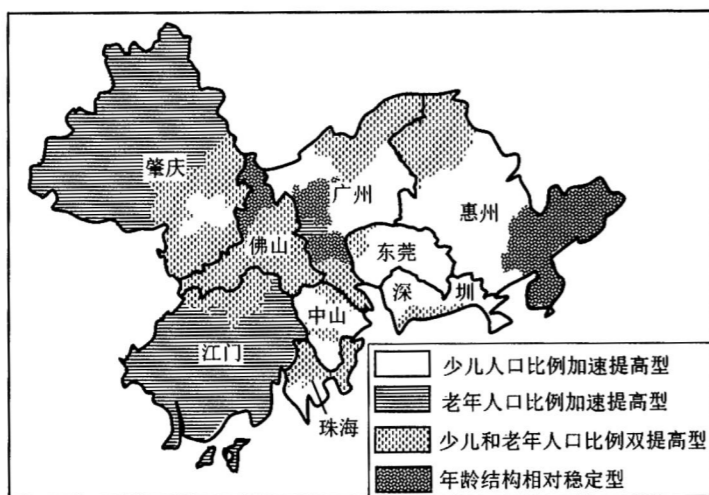 肇庆
广州
惠州
佛山
东莞
深圳
中山
江门
珠海
少儿人口比例加速提高型
老年人口比例加速提高型
少儿和老年人口比例双提高型
年龄结构相对稳定型